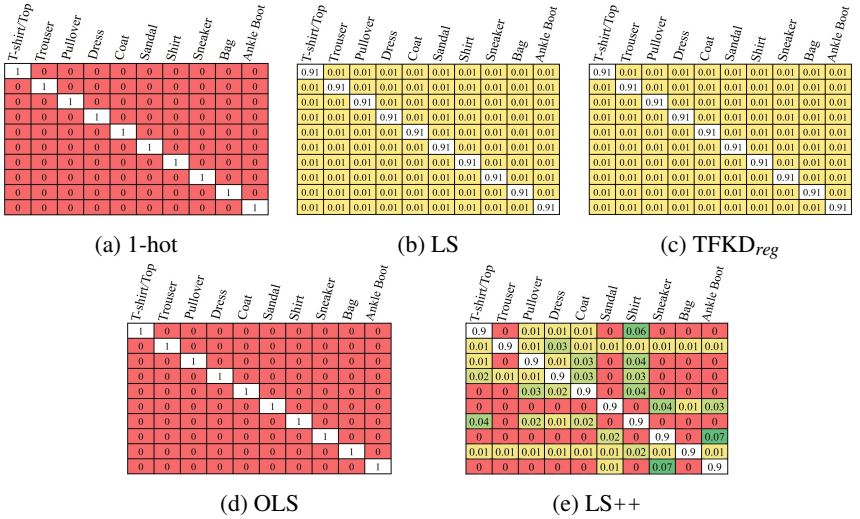 T-shirt/Top Trouser Pullover Dress Coat Sandal Shirt Sneaker Bag Ankle Boot
1 0 0 0 0 0 0 0 0 0
0 1 0 0 0 0 0 0 0 0
0 0 1 0 0 0 0 0 0 0
0 0 0 1 0 0 0 0 0 0
0 0 0 0 1 0 0 0 0 0
0 0 0 0 0 1 0 0 0 0
0 0 0 0 0 0 1 0 0 0
0 0 0 0 0 0 0 1 0 0
0 0 0 0 0 0 0 0 1 0
0 0 0 0 0 0 0 0 0 1
(a) 1-hot
T-shirt/Top Trouser Pullover Dress Coat Sandal Shirt Sneaker Bag Ankle Boot
0.91 0.01 0.01 0.01 0.01 0.01 0.01 0.01 0.01 0.01
0.01 0.91 0.01 0.01 0.01 0.01 0.01 0.01 0.01 0.01
0.01 0.01 0.91 0.01 0.01 0.01 0.01 0.01 0.01 0.01
0.01 0.01 0.01 0.91 0.01 0.01 0.01 0.01 0.01 0.01
0.01 0.01 0.01 0.01 0.91 0.01 0.01 0.01 0.01 0.01
0.01 0.01 0.01 0.01 0.01 0.91 0.01 0.01 0.01 0.01
0.01 0.01 0.01 0.01 0.01 0.01 0.91 0.01 0.01 0.01
0.01 0.01 0.01 0.01 0.01 0.01 0.01 0.91 0.01 0.01
0.01 0.01 0.01 0.01 0.01 0.01 0.01 0.01 0.91 0.01
0.01 0.01 0.01 0.01 0.01 0.01 0.01 0.01 0.01 0.91
(b) LS
T-shirt/Top Trouser Pullover Dress Coat Sandal Shirt Sneaker Bag Ankle Boot
0.91 0.01 0.01 0.01 0.01 0.01 0.01 0.01 0.01 0.01
0.01 0.91 0.01 0.01 0.01 0.01 0.01 0.01 0.01 0.01
0.01 0.01 0.91 0.01 0.01 0.01 0.01 0.01 0.01 0.01
0.01 0.01 0.01 0.91 0.01 0.01 0.01 0.01 0.01 0.01
0.01 0.01 0.01 0.01 0.91 0.01 0.01 0.01 0.01 0.01
0.01 0.01 0.01 0.01 0.01 0.91 0.01 0.01 0.01 0.01
0.01 0.01 0.01 0.01 0.01 0.01 0.91 0.01 0.01 0.01
0.01 0.01 0.01 0.01 0.01 0.01 0.01 0.91 0.01 0.01
0.01 0.01 0.01 0.01 0.01 0.01 0.01 0.01 0.91 0.01
0.01 0.01 0.01 0.01 0.01 0.01 0.01 0.01 0.01 0.91
(c) TFKDreg
T-shirt/Top Trouser Pullover Dress Coat Sandal Shirt Sneaker Bag Ankle Boot
1 0 0 0 0 0 0 0 0 0
0 1 0 0 0 0 0 0 0 0
0 0 1 0 0 0 0 0 0 0
0 0 0 1 0 0 0 0 0 0
0 0 0 0 1 0 0 0 0 0
0 0 0 0 0 1 0 0 0 0
0 0 0 0 0 0 1 0 0 0
0 0 0 0 0 0 0 1 0 0
0 0 0 0 0 0 0 0 1 0
0 0 0 0 0 0 0 0 0 1
(d) OLS
T-shirt/Top Trouser Pullover Dress Coat Sandal Shirt Sneaker Bag Ankle Boot
0.9 0 0.01 0.01 0.01 0 0.06 0 0 0
0.01 0.9 0.01 0.03 0.01 0.01 0.01 0.01 0.01 0.01
0.01 0 0.9 0.01 0.03 0 0.04 0 0 0
0.02 0.01 0.01 0.9 0.03 0 0.03 0 0 0
0 0 0.03 0.02 0.9 0 0.04 0 0 0
0 0 0 0 0 0.9 0 0.04 0.01 0.03
0.04 0 0.02 0.01 0.02 0 0.9 0 0 0
0 0 0 0 0 0.02 0 0.9 0 0.07
0.01 0.01 0.01 0.01 0.01 0.01 0.02 0.01 0.9 0.01
0 0 0 0 0 0.01 0 0.07 0 0.9
(e) LS++